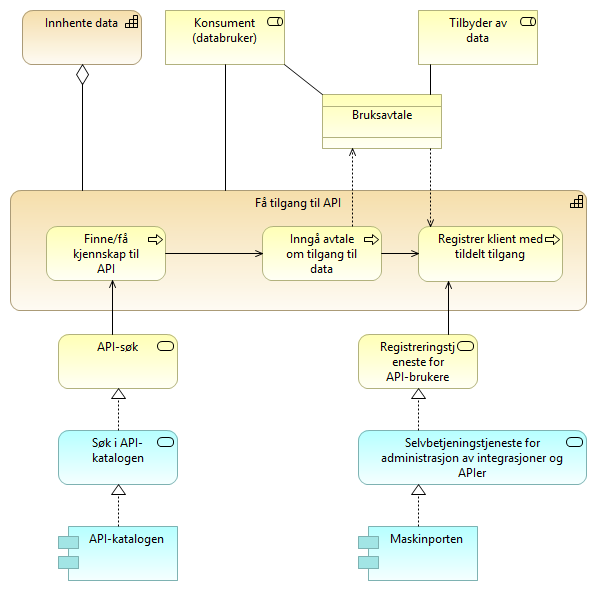 Innhente data
Konsument
(databruker)
Tilbyder av
data
Bruksavtale
Få tilgang til API
Finne/få
kjennskap til
API
Inngå avtale
om tilgang til
data
Registrer klient med
tildelt tilgang
API-søk
Registreringstj
eneste for
API-brukere
Søk i API-
katalogen
Selvbetjeningstjeneste for
administrasjon av integrasjoner og
APIer
API-katalogen
Maskinporten